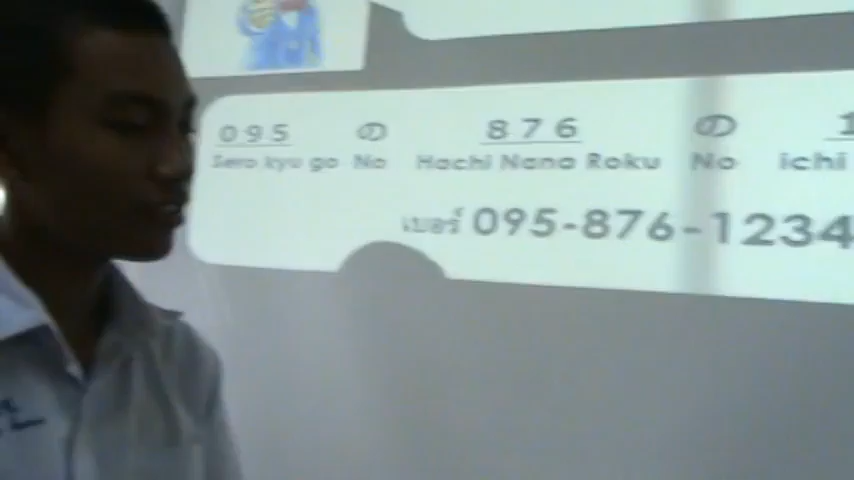 095 の 876 の 1
Sero kyu go No Hachi Nana Roku No ichi
เบอร์ 095-876-1234